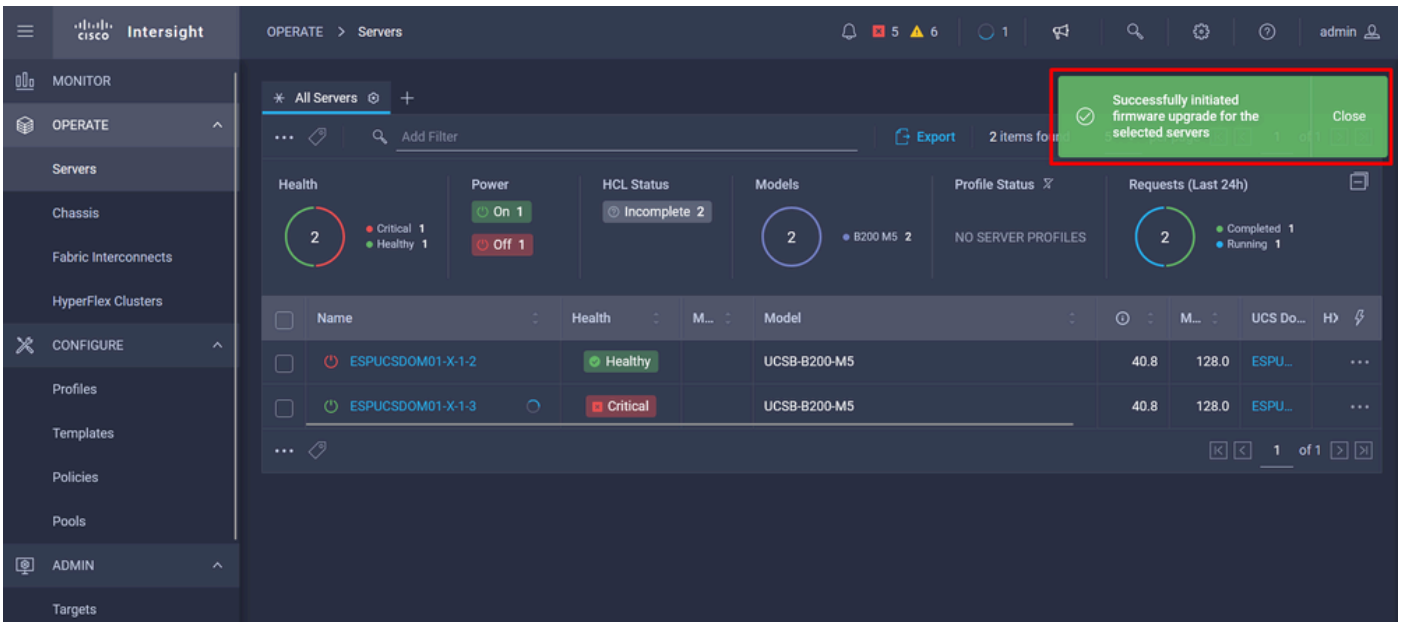 cisco Intersight
OPERATE > Servers
5 6
1
admin
MONITOR
OPERATE
Servers
Chassis
Fabric Interconnects
HyperFlex Clusters
CONFIGURE
Profiles
Templates
Policies
Pools
ADMIN
Targets
All Servers
+
Successfully initiated
firmware upgrade for the
selected servers
Close
... Add Filter
Export 2 items found
1 of 1
Health
2
Critical 1
Healthy 1
Power
On 1
Off 1
HCL Status
Incomplete 2
Models
2
B200 M5 2
Profile Status
NO SERVER PROFILES
Requests (Last 24h)
2
Completed 1
Running 1
Name Health M... Model M... UCS Do... HX
ESPUCSDOM01-X-1-2 Healthy UCSB-B200-M5 40.8 128.0 ESPU... ...
ESPUCSDOM01-X-1-3 Critical UCSB-B200-M5 40.8 128.0 ESPU... ...
... 1 of 1